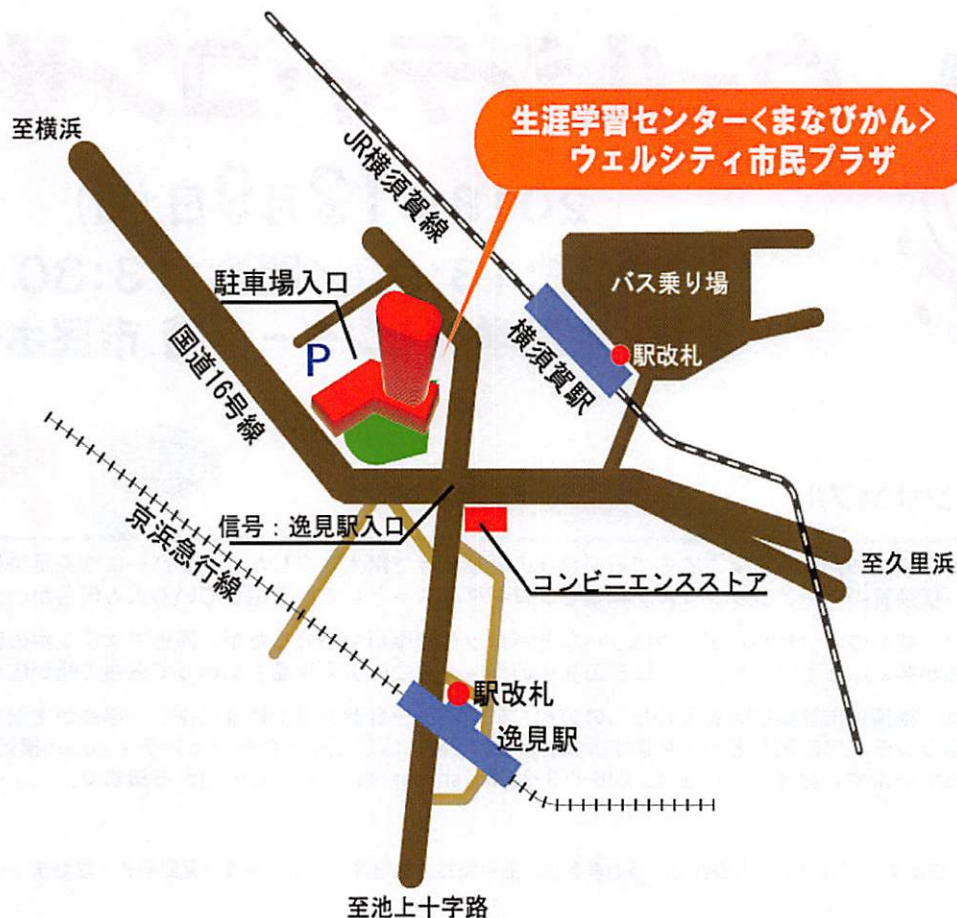 至横浜
JR横須賀線
生涯学習センター<まなびかん>
ウェルシティ市民プラザ
駐車場入口
P
バス乗り場
横須賀駅
駅改札
国道16号線
信号：逸見駅入口
京浜急行線
コンビニエンスストア
至久里浜
駅改札
逸見駅
至池上十字路